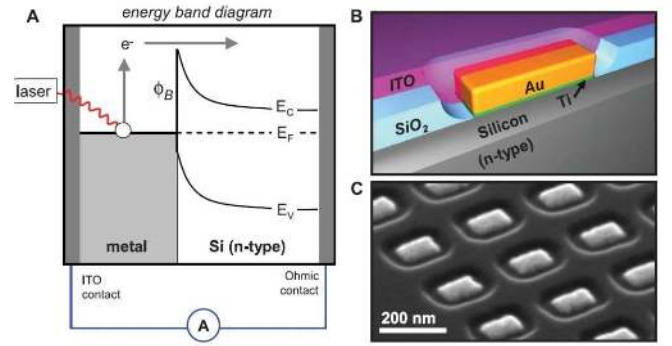 A
energy band diagram
e-
laser
ϕB
EC
EF
EV
metal
Si (n-type)
ITO
contact
Ohmic
contact
A
B
ITO
Au
Ti
SiO2
Silicon
(n-type)
C
200 nm